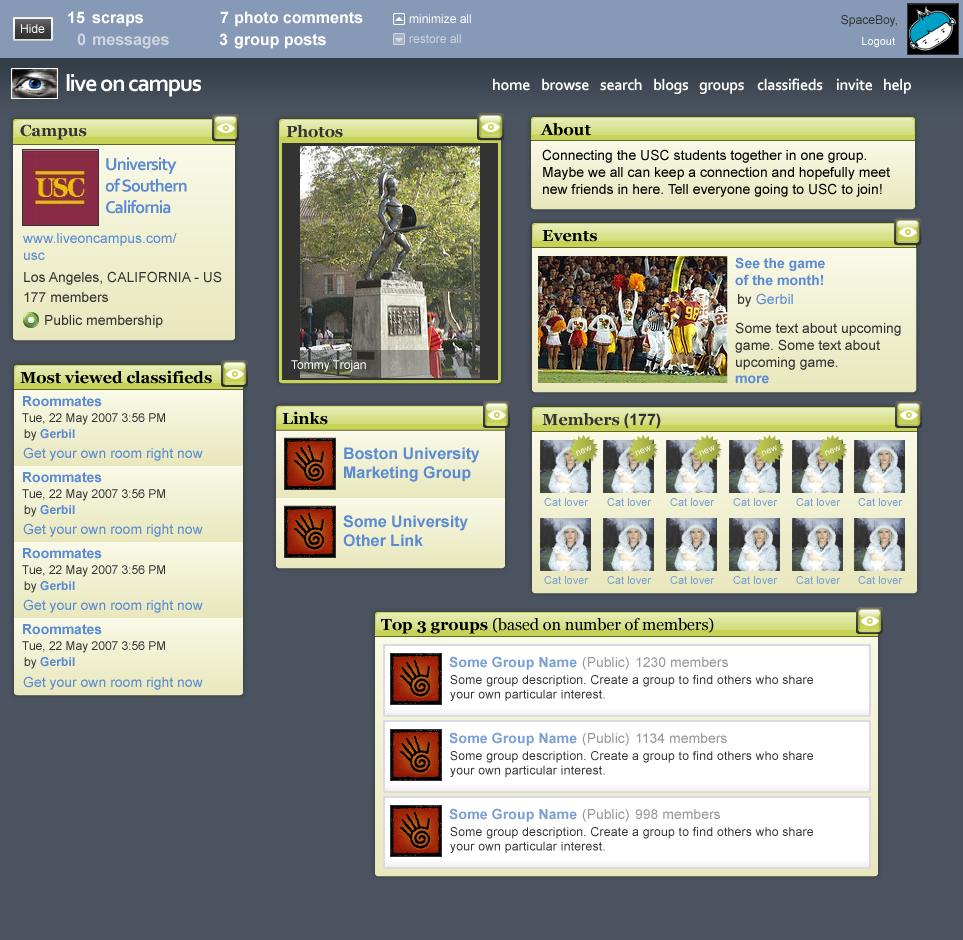 Hide
15 scraps
0 messages
7 photo comments
3 group posts
minimize all
restore all
SpaceBoy,
Logout
live on campus
home browse search blogs groups classifieds invite help
Campus
USC
University
of Southern
California
www.liveoncampus.com/
usc
Los Angeles, CALIFORNIA - US
177 members
Public membership
Most viewed classifieds
Roommates
Tue, 22 May 2007 3:56 PM
by Gerbil
Get your own room right now
Roommates
Tue, 22 May 2007 3:56 PM
by Gerbil
Get your own room right now
Roommates
Tue, 22 May 2007 3:56 PM
by Gerbil
Get your own room right now
Roommates
Tue, 22 May 2007 3:56 PM
by Gerbil
Get your own room right now
Photos
Tommy Trojan
Links
Boston University
Marketing Group
Some University
Other Link
About
Connecting the USC students together in one group.
Maybe we all can keep a connection and hopefully meet
new friends in here. Tell everyone going to USC to join!
Events
98
See the game
of the month!
by Gerbil
Some text about upcoming
game. Some text about
upcoming game.
more
Members (177)
new new new new new
Cat lover Cat lover Cat lover Cat lover Cat lover Cat lover
Cat lover Cat lover Cat lover Cat lover Cat lover Cat lover
Top 3 groups (based on number of members)
Some Group Name (Public) 1230 members
Some group description. Create a group to find others who share
your own particular interest.
Some Group Name (Public) 1134 members
Some group description. Create a group to find others who share
your own particular interest.
Some Group Name (Public) 998 members
Some group description. Create a group to find others who share
your own particular interest.